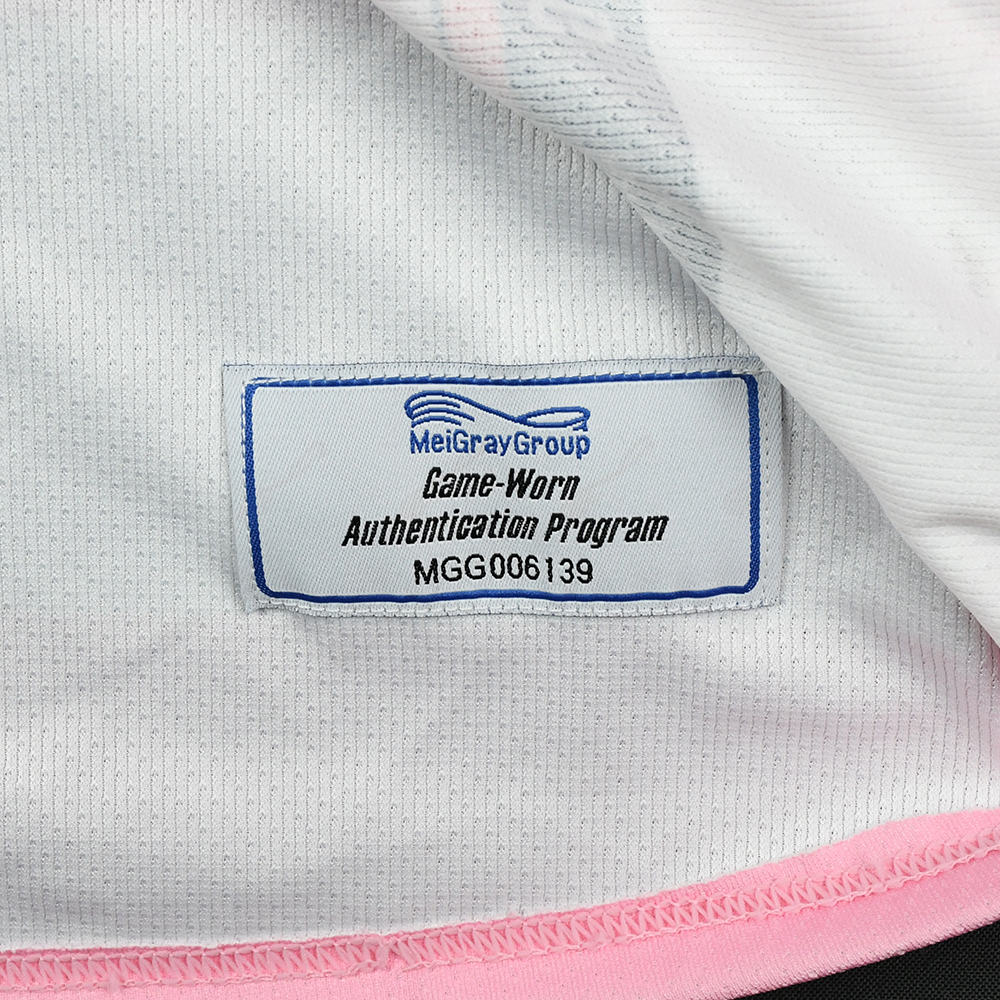 MeiGrayGroup
Game-Worn
Authentication Program
MGG006139